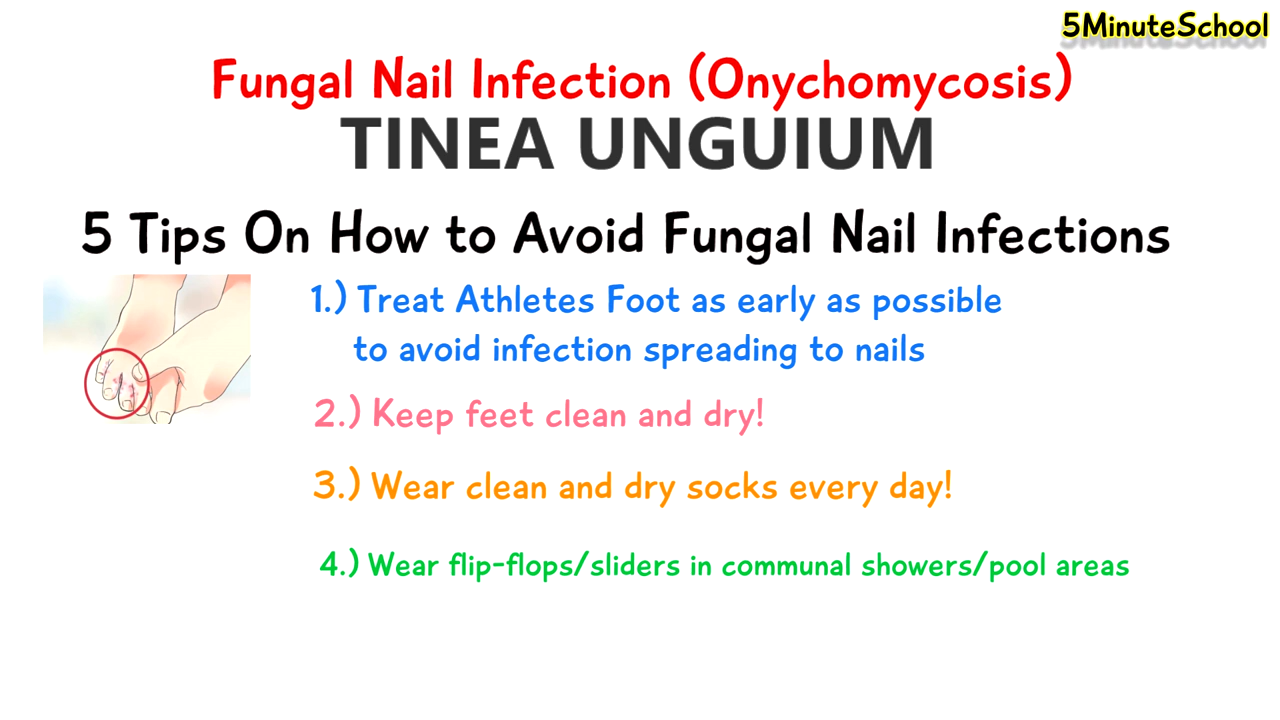 5MinuteSchool
Fungal Nail Infection (Onychomycosis)
TINEA UNGUIUM
5 Tips On How to Avoid Fungal Nail Infections
1.) Treat Athletes Foot as early as possible
to avoid infection spreading to nails
2.) Keep feet clean and dry!
3.) Wear clean and dry socks every day!
4.) Wear flip-flops/sliders in communal showers/pool areas